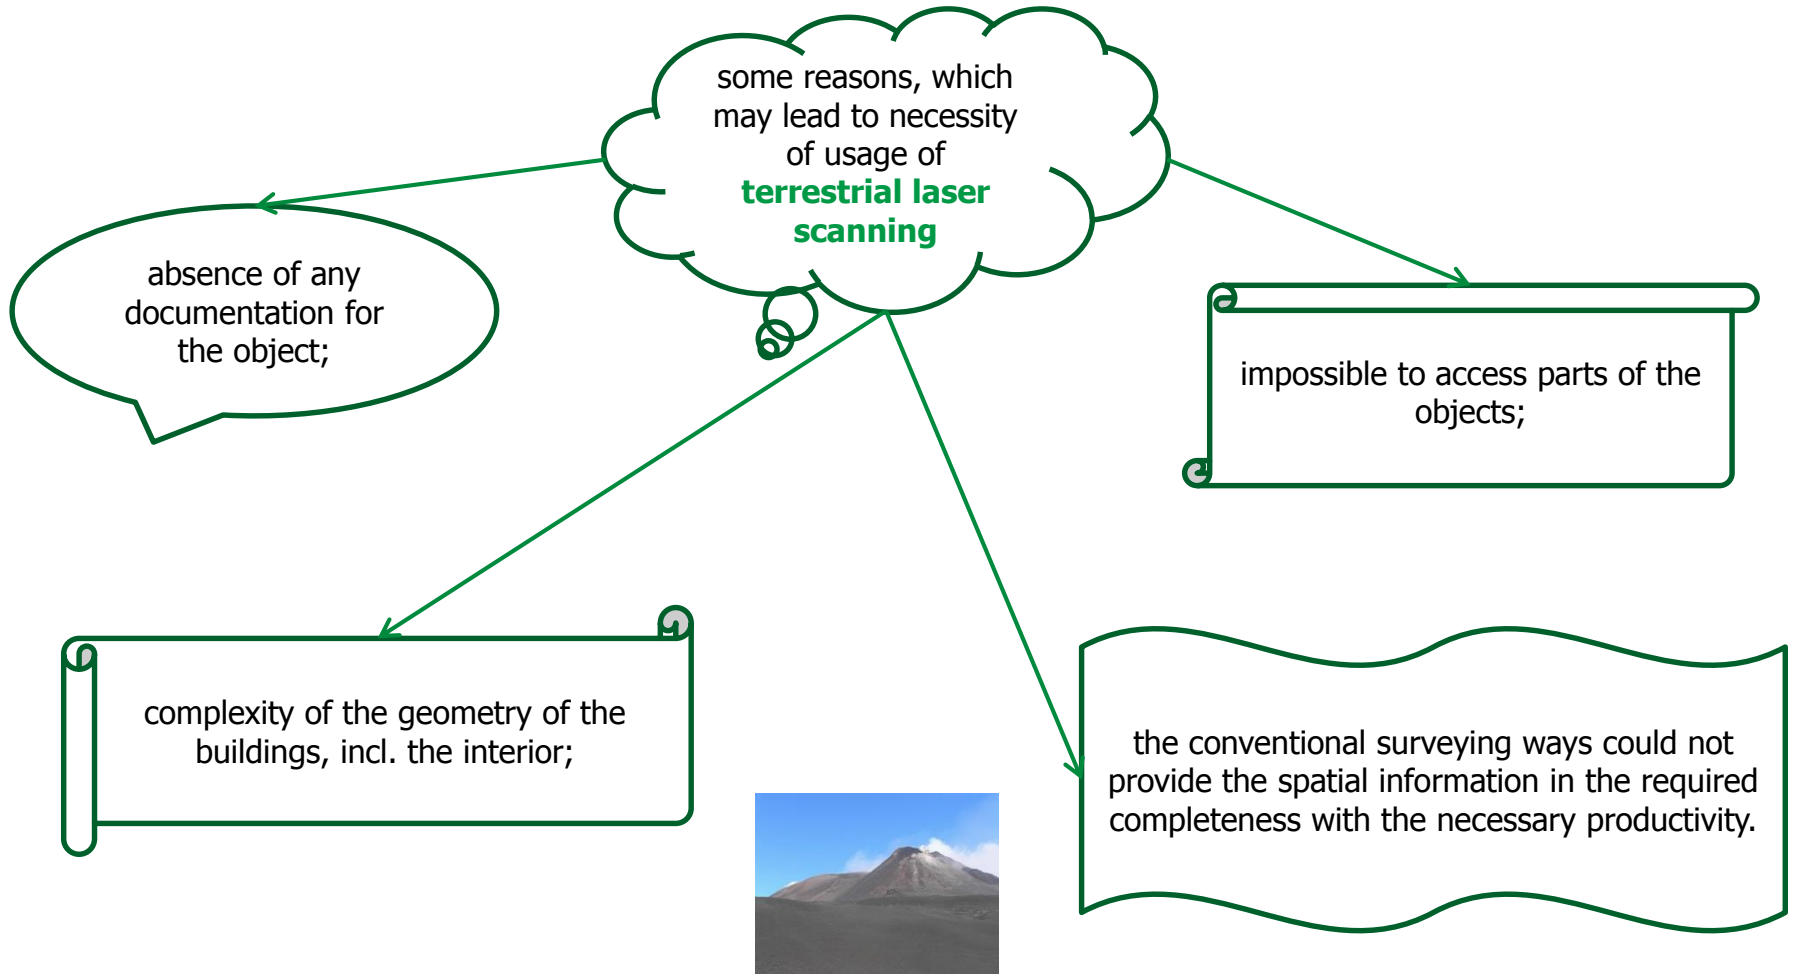 some reasons, which
may lead to necessity
of usage of
terrestrial laser
scanning
absence of any
documentation for
the object;
impossible to access parts of the
objects;
complexity of the geometry of the
buildings, incl. the interior;
the conventional surveying ways could not
provide the spatial information in the required
completeness with the necessary productivity.